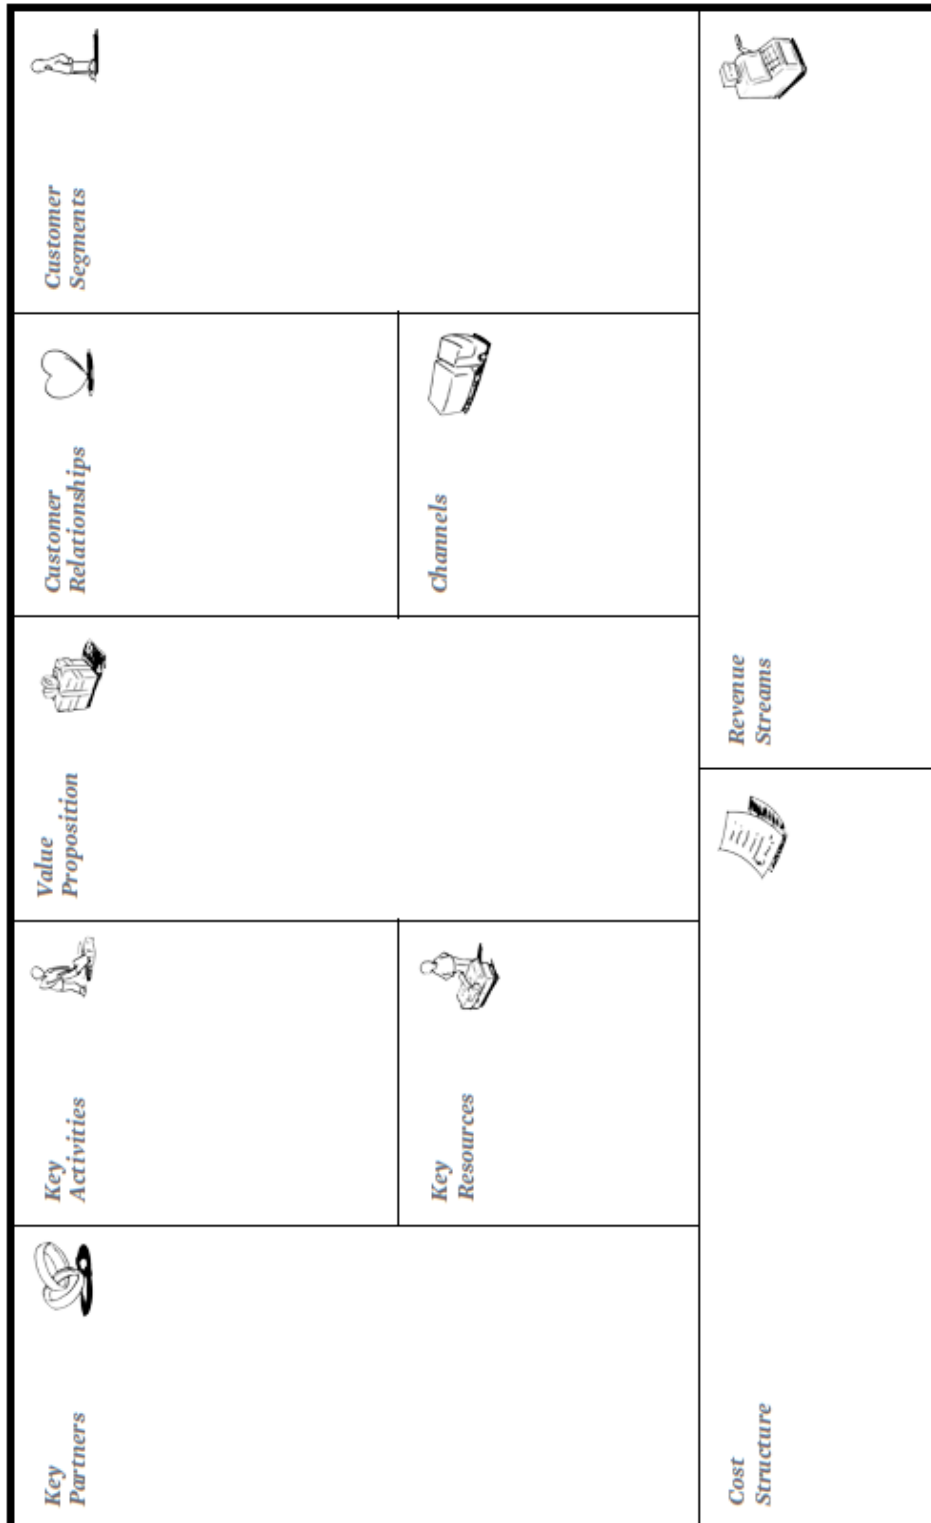 Key
Partners
Key
Activities
Key
Resources
Value
Proposition
Customer
Relationships
Channels
Customer
Segments
Cost
Structure
Revenue
Streams